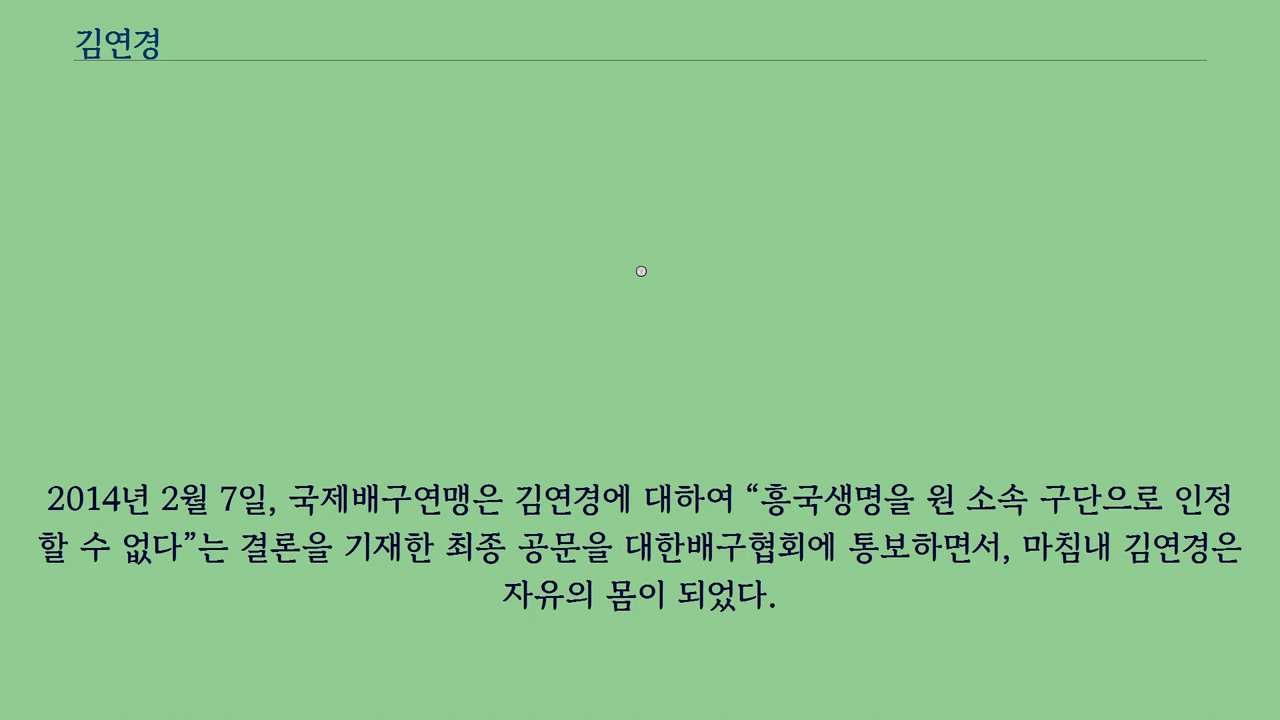 김연경
2014년 2월 7일, 국제배구연맹은 김연경에 대하여 “흥국생명을 원 소속 구단으로 인정
할 수 없다”는 결론을 기재한 최종 공문을 대한배구협회에 통보하면서, 마침내 김연경은
자유의 몸이 되었다.